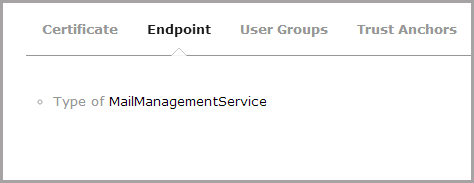 Certificate Endpoint User Groups Trust Anchors
Type of MailManagementService